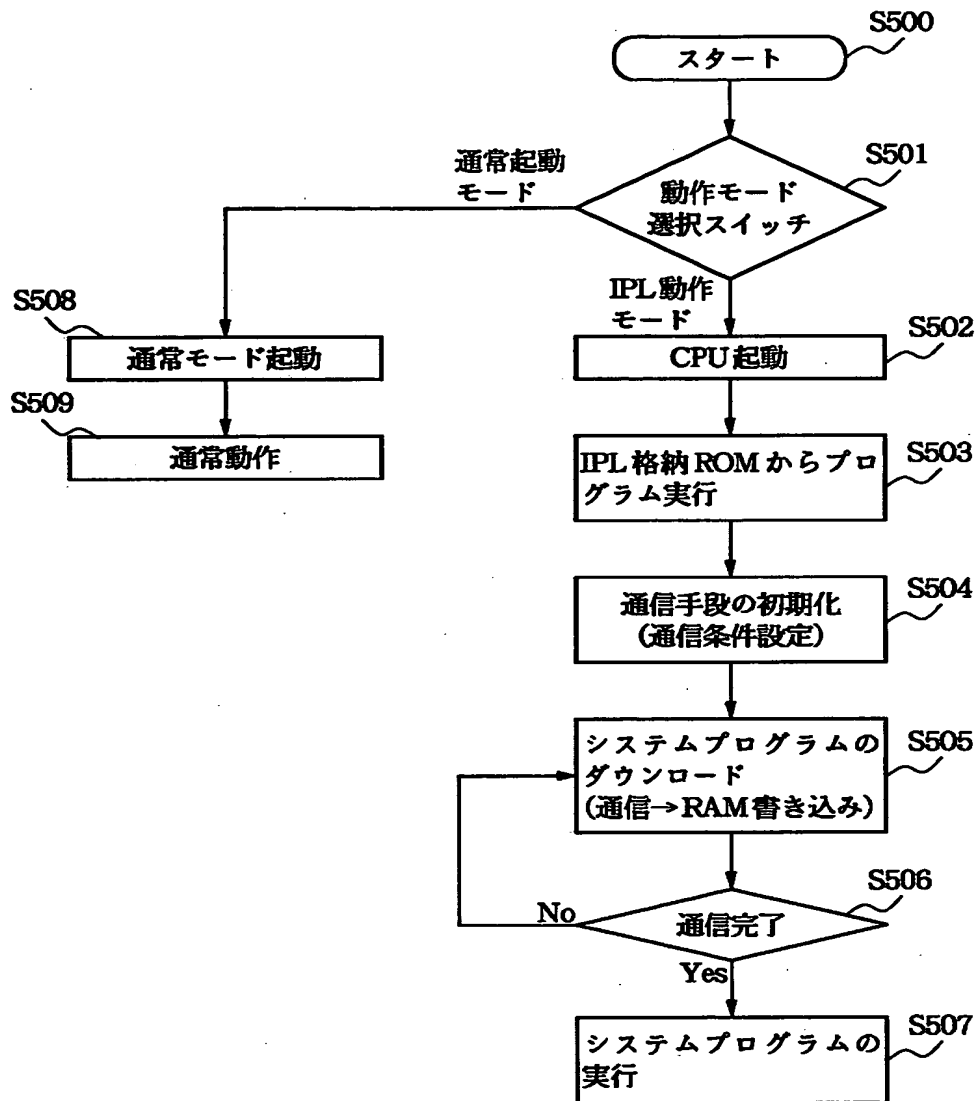 S500
スタート
S501
動作モード
選択スイッチ
通常起動
モード
IPL動作
モード
S508
通常モード起動
S509
通常動作
S502
CPU起動
S503
IPL格納ROMからプロ
グラム実行
S504
通信手段の初期化
(通信条件設定)
S505
システムプログラムの
ダウンロード
(通信→RAM書き込み)
S506
通信完了
No
Yes
S507
システムプログラムの
実行